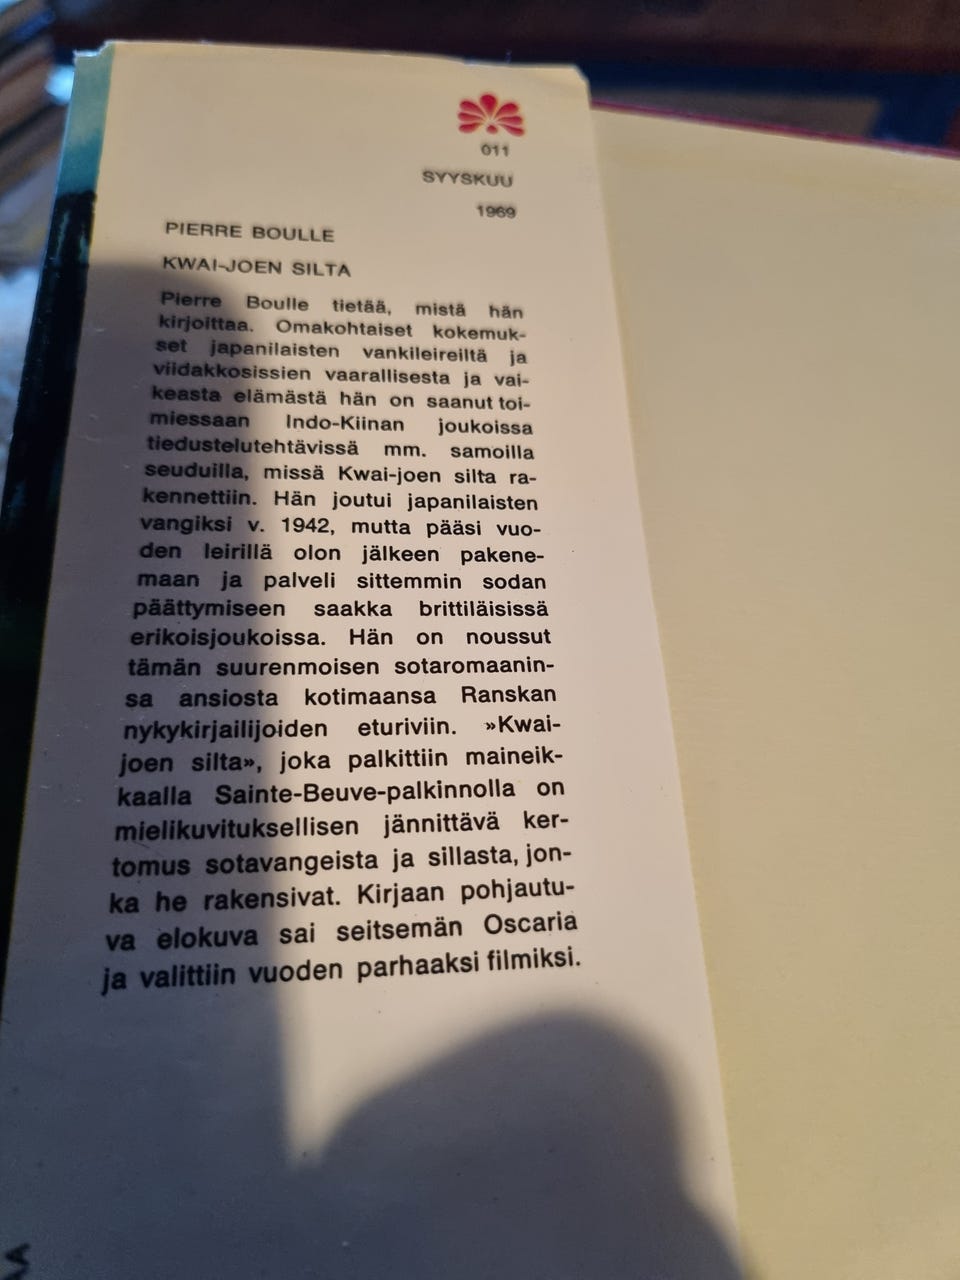 011
SYYSKUU
1969
PIERRE BOULLE
KWAI-JOEN SILTA
Pierre Boulle tietää, mistä hän
kirjoittaa. Omakohtaiset kokemuk-
set japanilaisten vankileireiltä ja
viidakkosissien vaarallisesta ja vai-
keasta elämästä hän on saanut toi-
miessaan Indo-Kiinan joukoissa
tiedustelutehtävissä mm. samoilla
seuduilla, missä Kwai-joen silta ra-
kennettiin. Hän joutui japanilaisten
vangiksi v. 1942, mutta pääsi vuo-
den leirillä olon jälkeen pakene-
maan ja palveli sittemmin sodan
päättymiseen saakka brittiläisissä
erikoisjoukoissa. Hän on noussut
tämän suurenmoisen sotaromaanin-
sa ansiosta kotimaansa Ranskan
nykykirjailijoiden eturiviin. »Kwai-
joen silta», joka palkittiin maineik-
kaalla Sainte-Beuve-palkinnolla on
mielikuvituksellisen jännittävä ker-
tomus sotavangeista ja sillasta, jon-
ka he rakensivat. Kirjaan pohjautu-
va elokuva sai seitsemän Oscaria
ja valittiin vuoden parhaaksi filmiksi.